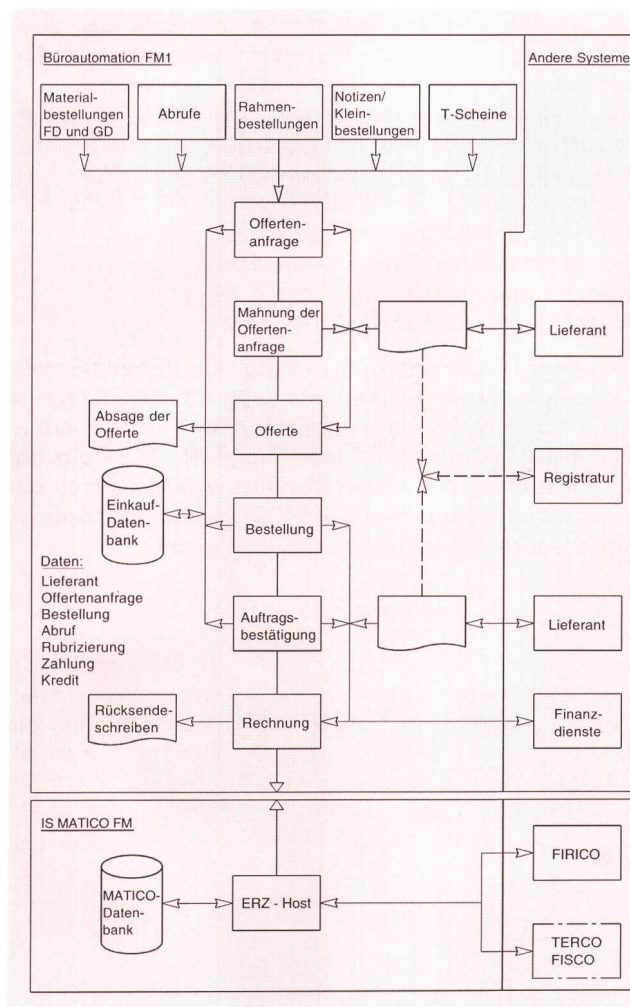 Büroautomation FM1
Andere Systeme
Material-
bestellungen
FD und GD
Abrufe
Rahmen-
bestellungen
Notizen/
Klein-
bestellungen
T-Scheine
Offerten-
anfrage
Mahnung der
Offerten-
anfrage
Lieferant
Absage der
Offerte
Offerte
Registratur
Einkauf-
Daten-
bank
Bestellung
Daten:
Lieferant
Offertenanfrage
Bestellung
Abruf
Rubrizierung
Zahlung
Kredit
Auftrags-
bestätigung
Lieferant
Rücksende-
schreiben
Rechnung
Finanz-
dienste
IS MATICO FM
MATICO-
Daten-
bank
ERZ - Host
FIRICO
TERCO
FISCO